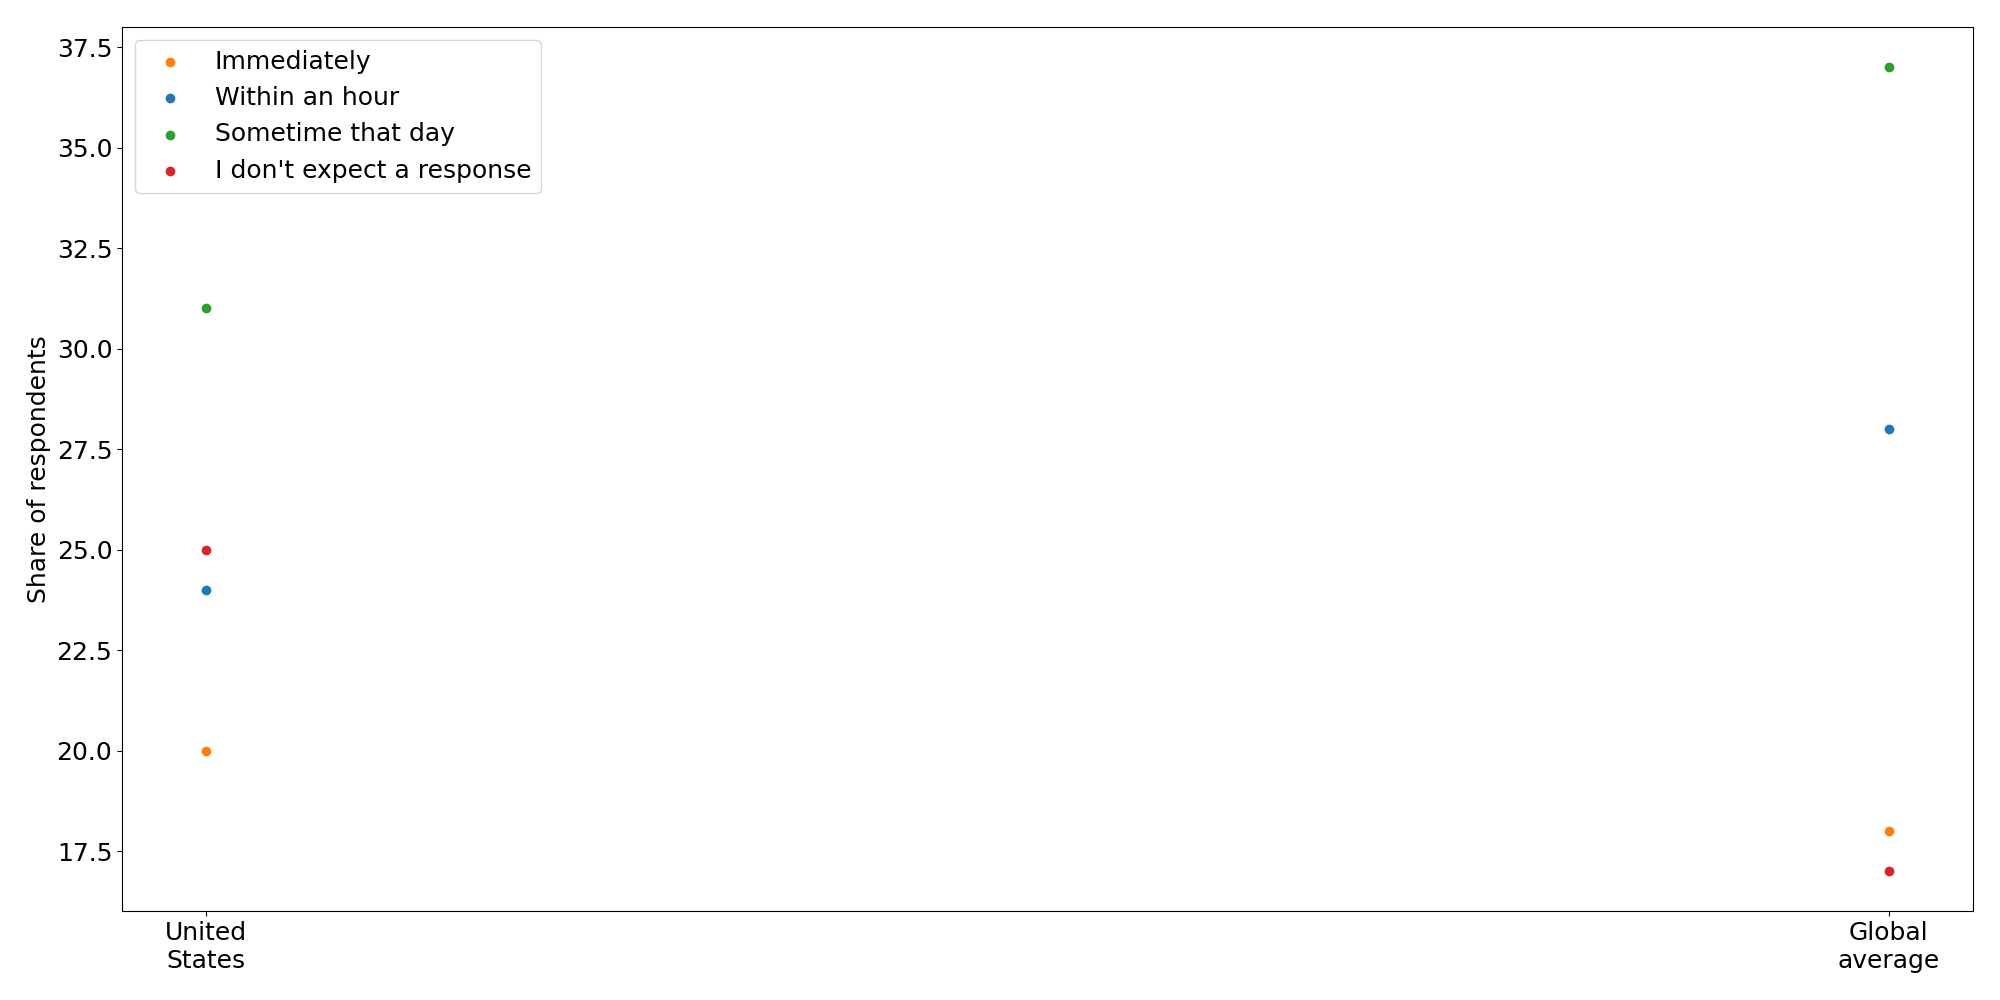 Immediately
Within an hour
Sometime that day
I don't expect a response
Share of respondents
37.5
35.0
32.5
30.0
27.5
25.0
22.5
20.0
17.5
United
States
Global
average